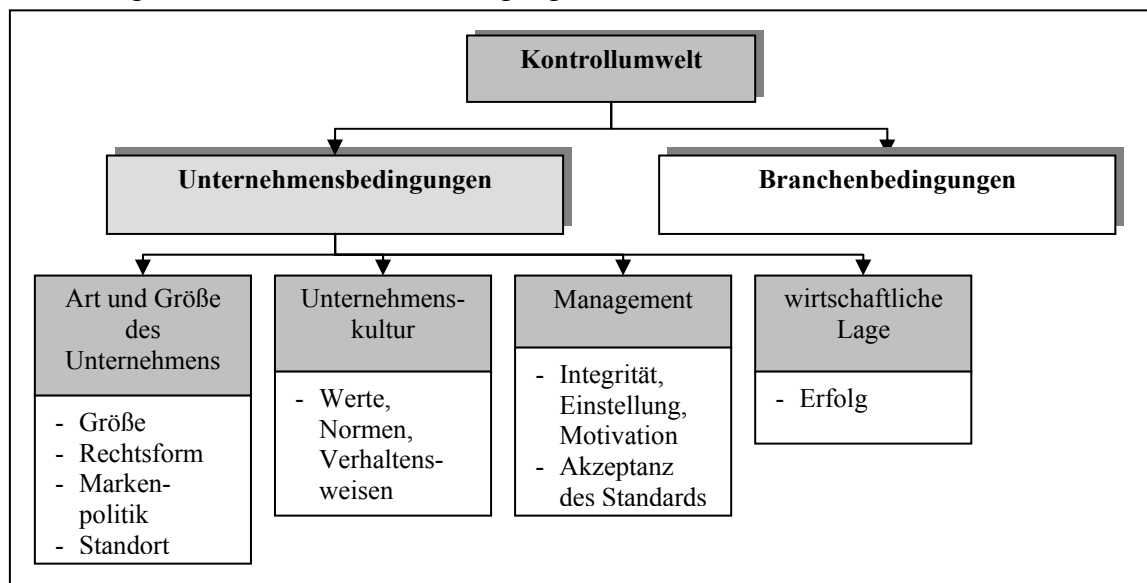 Kontrollumwelt
Unternehmensbedingungen
Branchenbedingungen
Art und Größe
des
Unternehmens
- Größe
- Rechtsform
- Marken-
politik
- Standort
Unternehmens-
kultur
- Werte,
Normen,
Verhaltens-
weisen
Management
- Integrität,
Einstellung,
Motivation
- Akzeptanz
des Standards
wirtschaftliche
Lage
- Erfolg